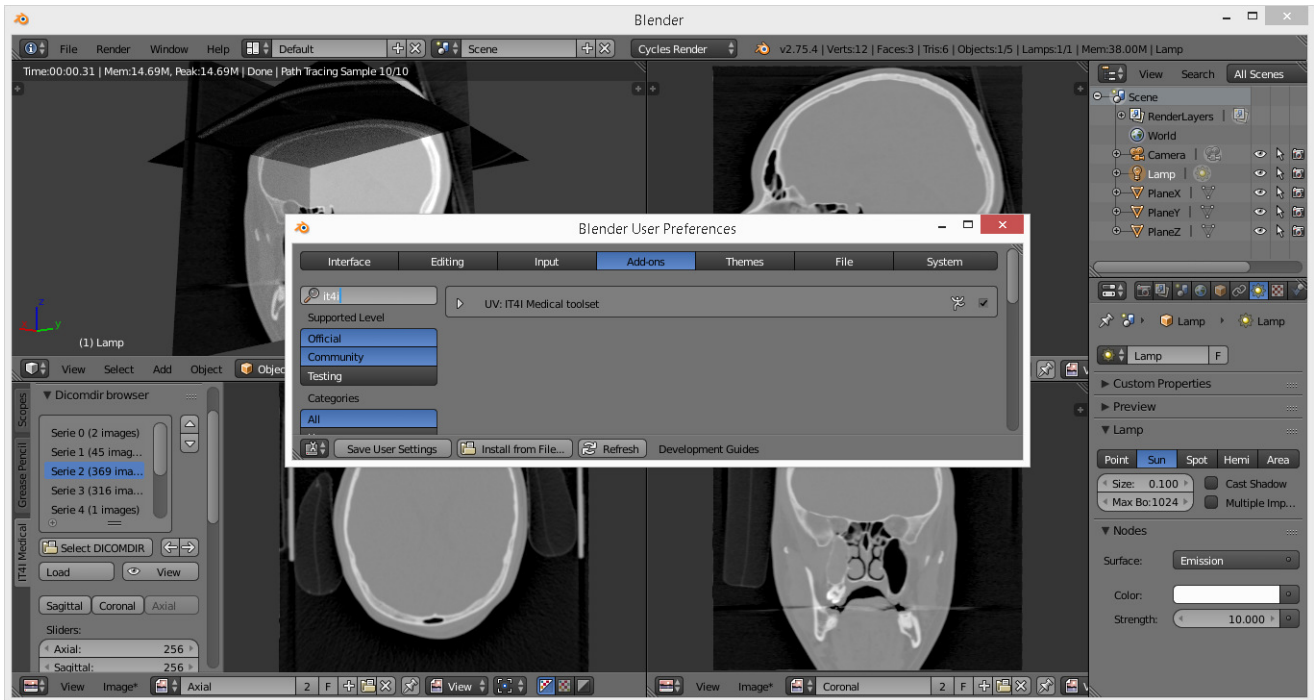 Blender
File Render Window Help Default Scene Cycles Render v2.75.4 | Verts:12 | Faces:3 | Tris:6 | Objects:1/5 | Lamps:1/1 | Mem:38.00M | Lamp
Time:00:00.31 | Mem:14.69M, Peak:14.69M | Done | Path Tracing Sample 10/10
z
y
(1) Lamp
View Select Add Object Objec
View Search All Scenes
Scene
RenderLayers
World
Camera
Lamp
PlaneX
PlaneY
PlaneZ
Blender User Preferences
Interface Editing Input Add-ons Themes File System
it4i
UV: IT4I Medical toolset
Supported Level
Official
Community
Testing
Categories
All
Save User Settings Install from File... Refresh Development Guides
Scopes
Grease Pencil
IT4I Medical
Dicomdir browser
Serie 0 (2 images)
Serie 1 (45 imag...
Serie 2 (369 ima...
Serie 3 (316 ima...
Serie 4 (1 images)
Select DICOMDIR
Load View
Sagittal Coronal Axial
Sliders:
Axial: 256
Sagittal: 256
View Image* Axial 2 F View
View Image* Coronal 2 F
Lamp Lamp
Lamp F
Custom Properties
Preview
Lamp
Point Sun Spot Hemi Area
Size: 0.100 Cast Shadow
Max Bo:1024 Multiple Imp...
Nodes
Surface: Emission
Color:
Strength: 10.000